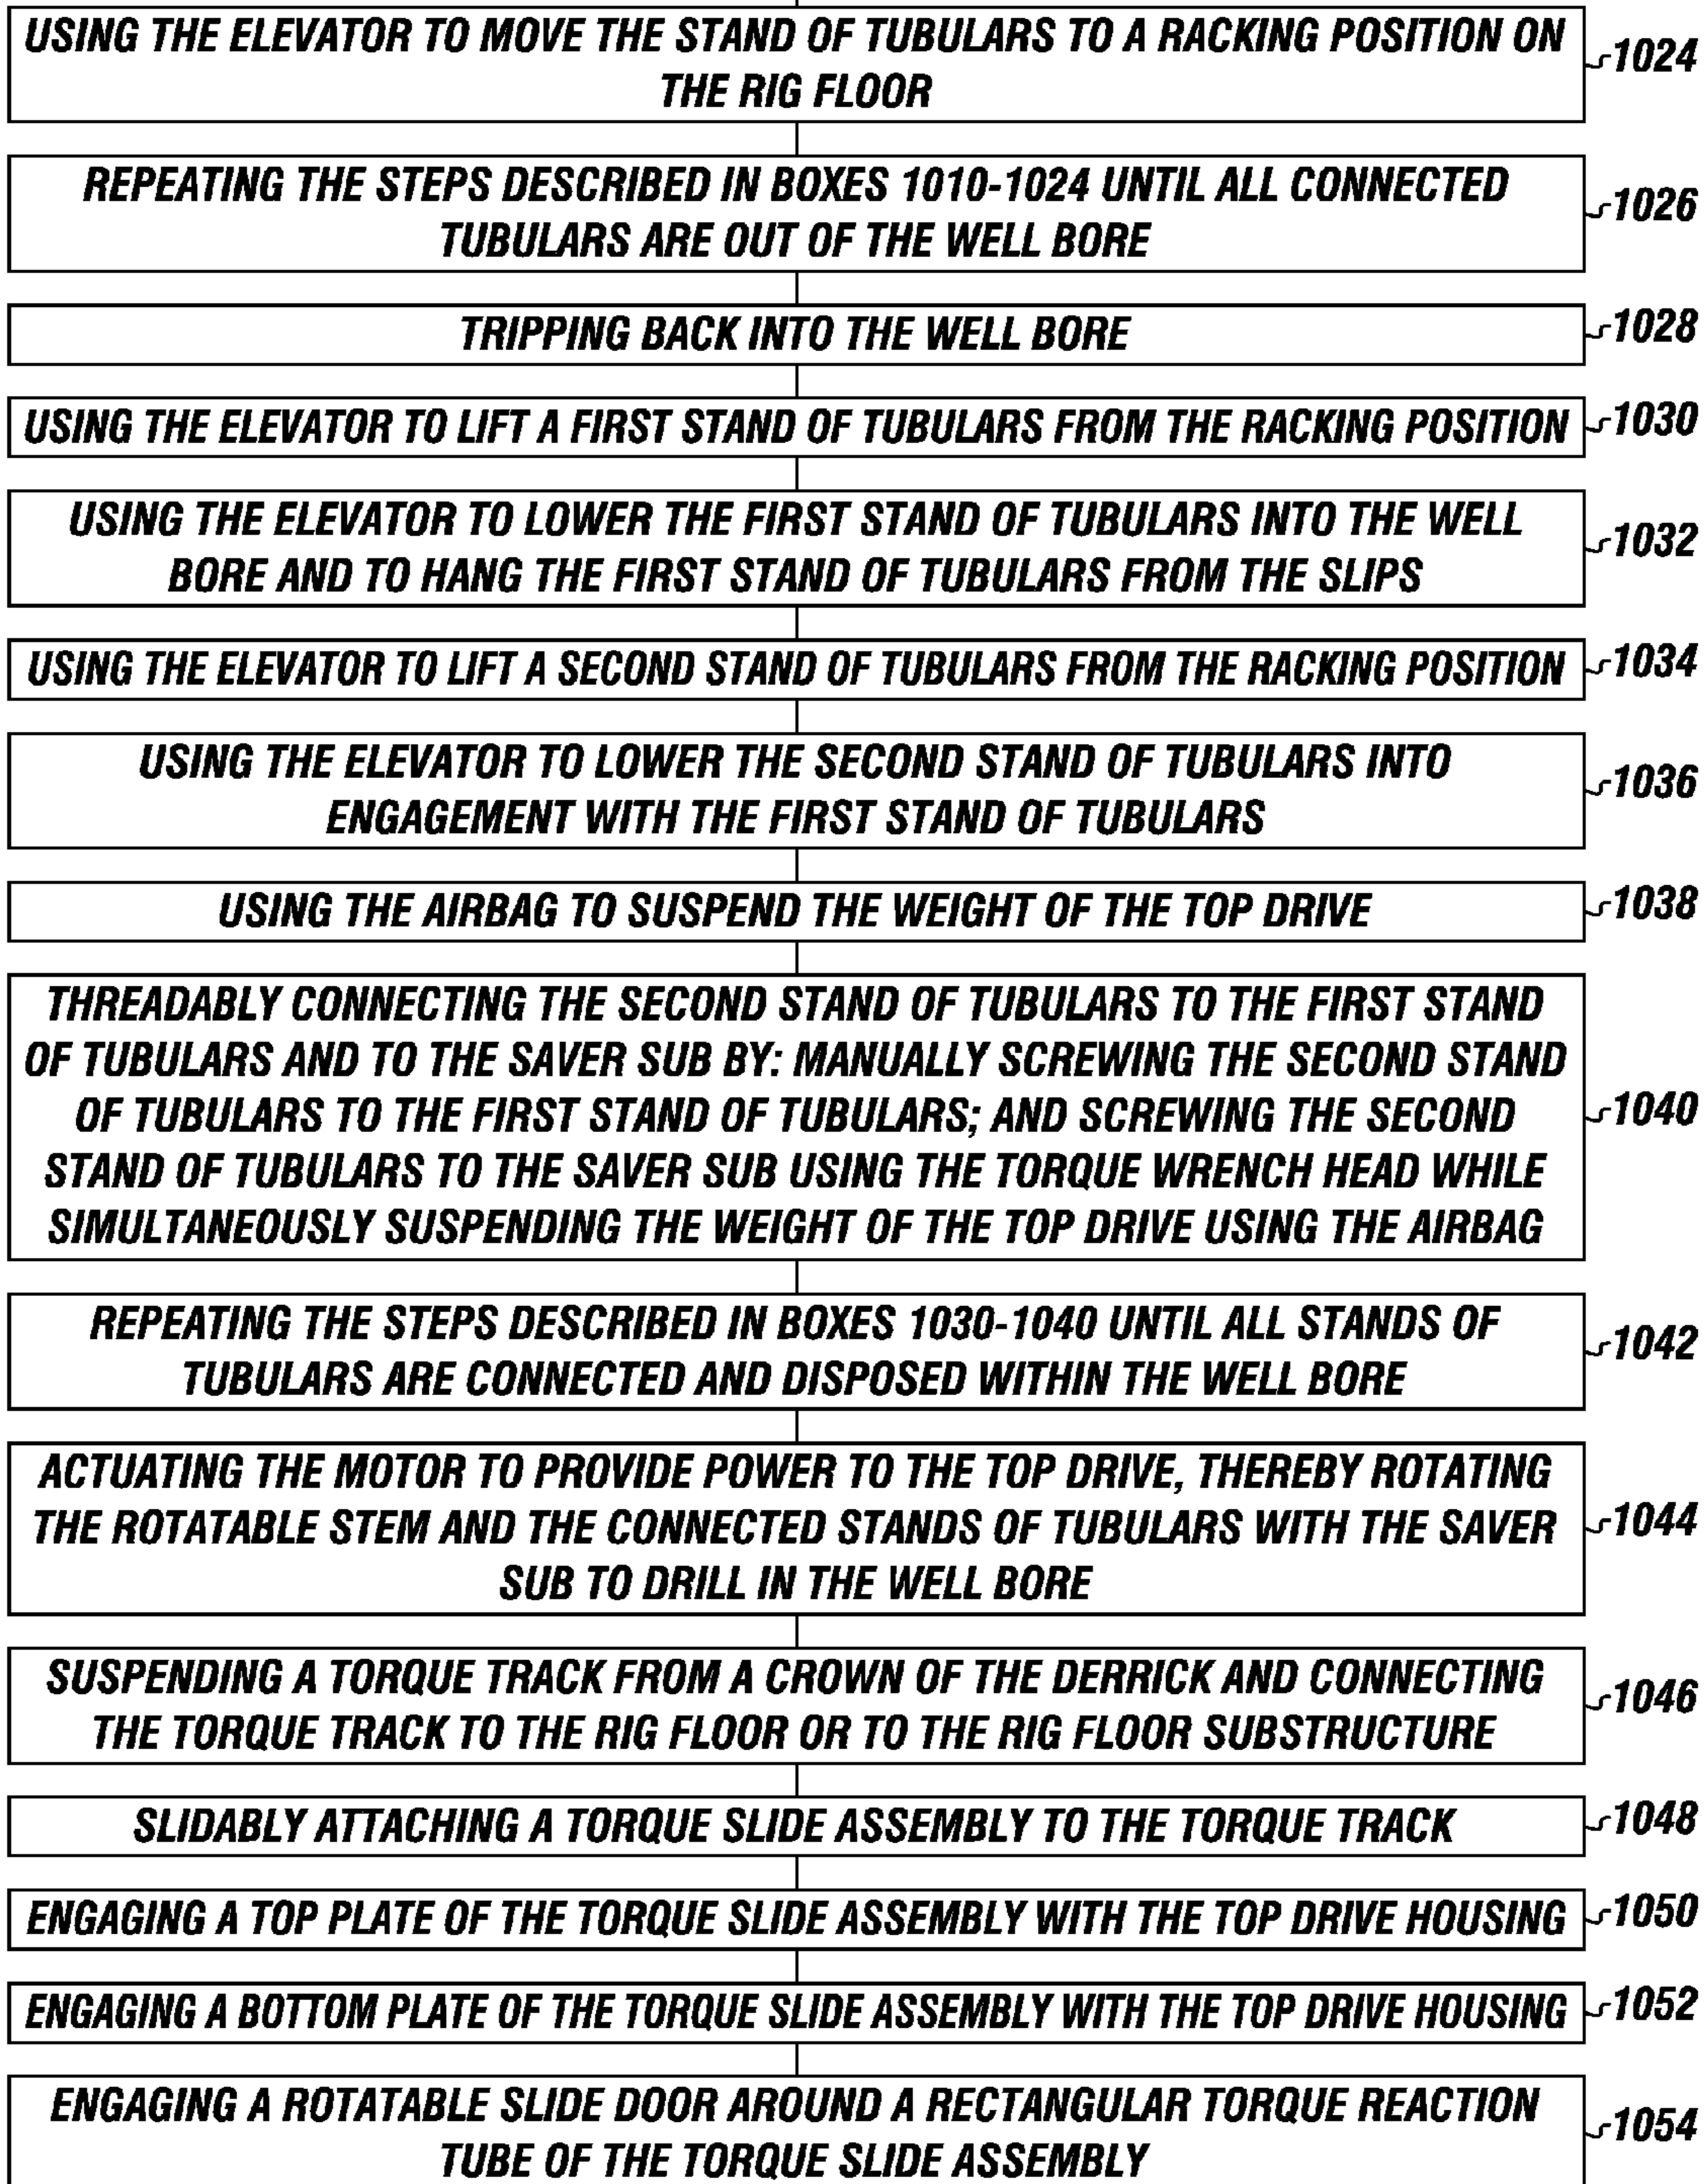 USING THE ELEVATOR TO MOVE THE STAND OF TUBULARS TO A RACKING POSITION ON
THE RIG FLOOR
1024
REPEATING THE STEPS DESCRIBED IN BOXES 1010-1024 UNTIL ALL CONNECTED
TUBULARS ARE OUT OF THE WELL BORE
1026
TRIPPING BACK INTO THE WELL BORE
1028
USING THE ELEVATOR TO LIFT A FIRST STAND OF TUBULARS FROM THE RACKING POSITION
1030
USING THE ELEVATOR TO LOWER THE FIRST STAND OF TUBULARS INTO THE WELL
BORE AND TO HANG THE FIRST STAND OF TUBULARS FROM THE SLIPS
1032
USING THE ELEVATOR TO LIFT A SECOND STAND OF TUBULARS FROM THE RACKING POSITION
1034
USING THE ELEVATOR TO LOWER THE SECOND STAND OF TUBULARS INTO
ENGAGEMENT WITH THE FIRST STAND OF TUBULARS
1036
USING THE AIRBAG TO SUSPEND THE WEIGHT OF THE TOP DRIVE
1038
THREADABLY CONNECTING THE SECOND STAND OF TUBULARS TO THE FIRST STAND
OF TUBULARS AND TO THE SAVER SUB BY: MANUALLY SCREWING THE SECOND STAND
OF TUBULARS TO THE FIRST STAND OF TUBULARS; AND SCREWING THE SECOND
STAND OF TUBULARS TO THE SAVER SUB USING THE TORQUE WRENCH HEAD WHILE
SIMULTANEOUSLY SUSPENDING THE WEIGHT OF THE TOP DRIVE USING THE AIRBAG
1040
REPEATING THE STEPS DESCRIBED IN BOXES 1030-1040 UNTIL ALL STANDS OF
TUBULARS ARE CONNECTED AND DISPOSED WITHIN THE WELL BORE
1042
ACTUATING THE MOTOR TO PROVIDE POWER TO THE TOP DRIVE, THEREBY ROTATING
THE ROTATABLE STEM AND THE CONNECTED STANDS OF TUBULARS WITH THE SAVER
SUB TO DRILL IN THE WELL BORE
1044
SUSPENDING A TORQUE TRACK FROM A CROWN OF THE DERRICK AND CONNECTING
THE TORQUE TRACK TO THE RIG FLOOR OR TO THE RIG FLOOR SUBSTRUCTURE
1046
SLIDABLY ATTACHING A TORQUE SLIDE ASSEMBLY TO THE TORQUE TRACK
1048
ENGAGING A TOP PLATE OF THE TORQUE SLIDE ASSEMBLY WITH THE TOP DRIVE HOUSING
1050
ENGAGING A BOTTOM PLATE OF THE TORQUE SLIDE ASSEMBLY WITH THE TOP DRIVE HOUSING
1052
ENGAGING A ROTATABLE SLIDE DOOR AROUND A RECTANGULAR TORQUE REACTION
TUBE OF THE TORQUE SLIDE ASSEMBLY
1054